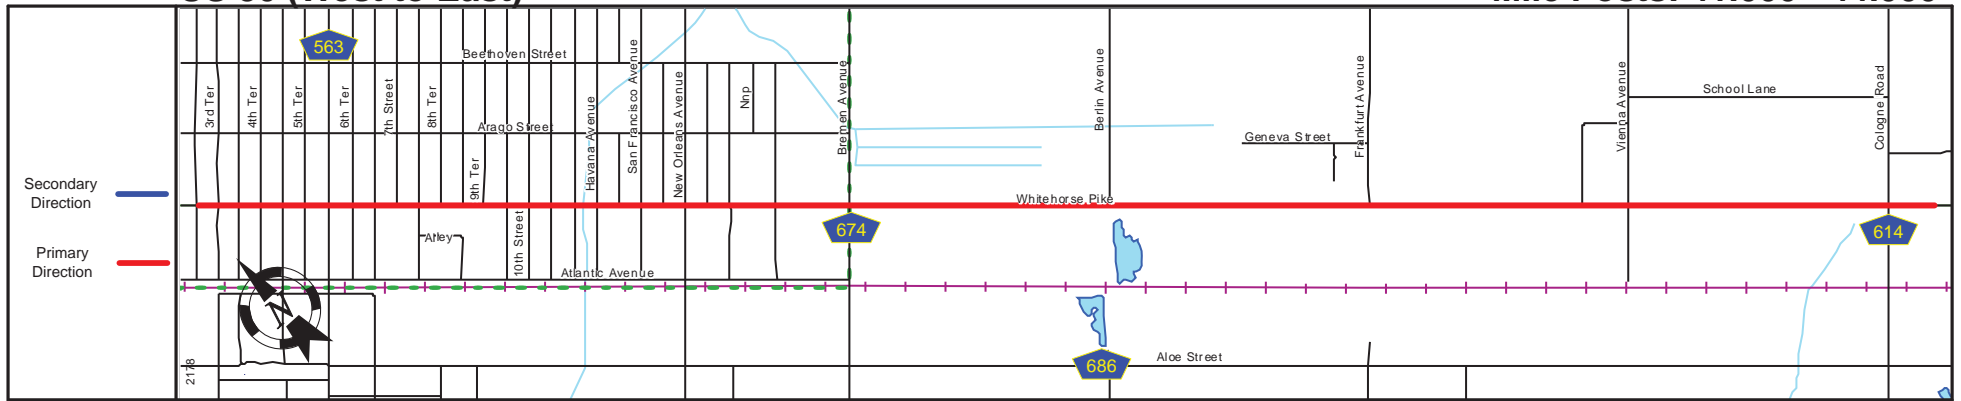 563
Beethoven Street
3rd Ter
4th Ter
5th Ter
6th Ter
7th Street
8th Ter
9th Ter
10th Street
Arago Street
Havana Avenue
San Francisco Avenue
New Orleans Avenue
Nnp
Bremen Avenue
Berlin Avenue
Geneva Street
Frankfurt Avenue
Vienna Avenue
School Lane
Cologne Road
Secondary
Direction
Whitehorse Pike
674
614
Alley
Primary
Direction
Atlantic Avenue
N
2178
686
Aloe Street